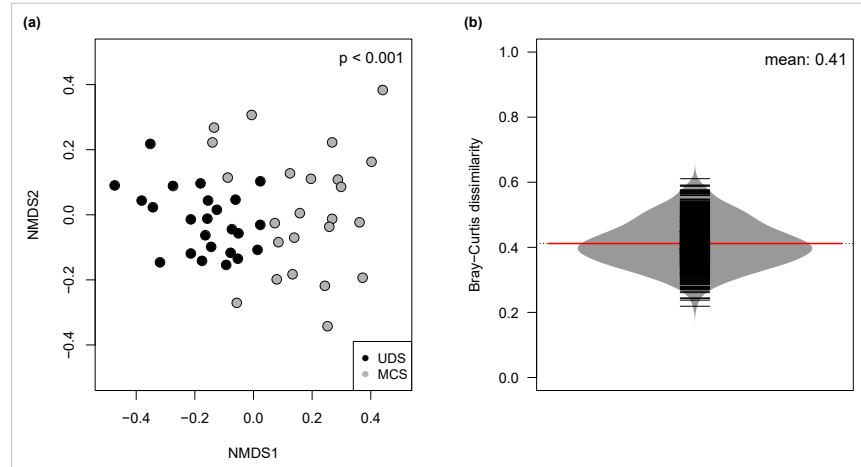 (a)
p < 0.001
NMDS2
0.4
0.2
0.0
−0.2
−0.4
UDS
MCS
−0.4 −0.2 0.0 0.2 0.4
NMDS1
(b)
mean: 0.41
Bray−Curtis dissimilarity
1.0
0.8
0.6
0.4
0.2
0.0